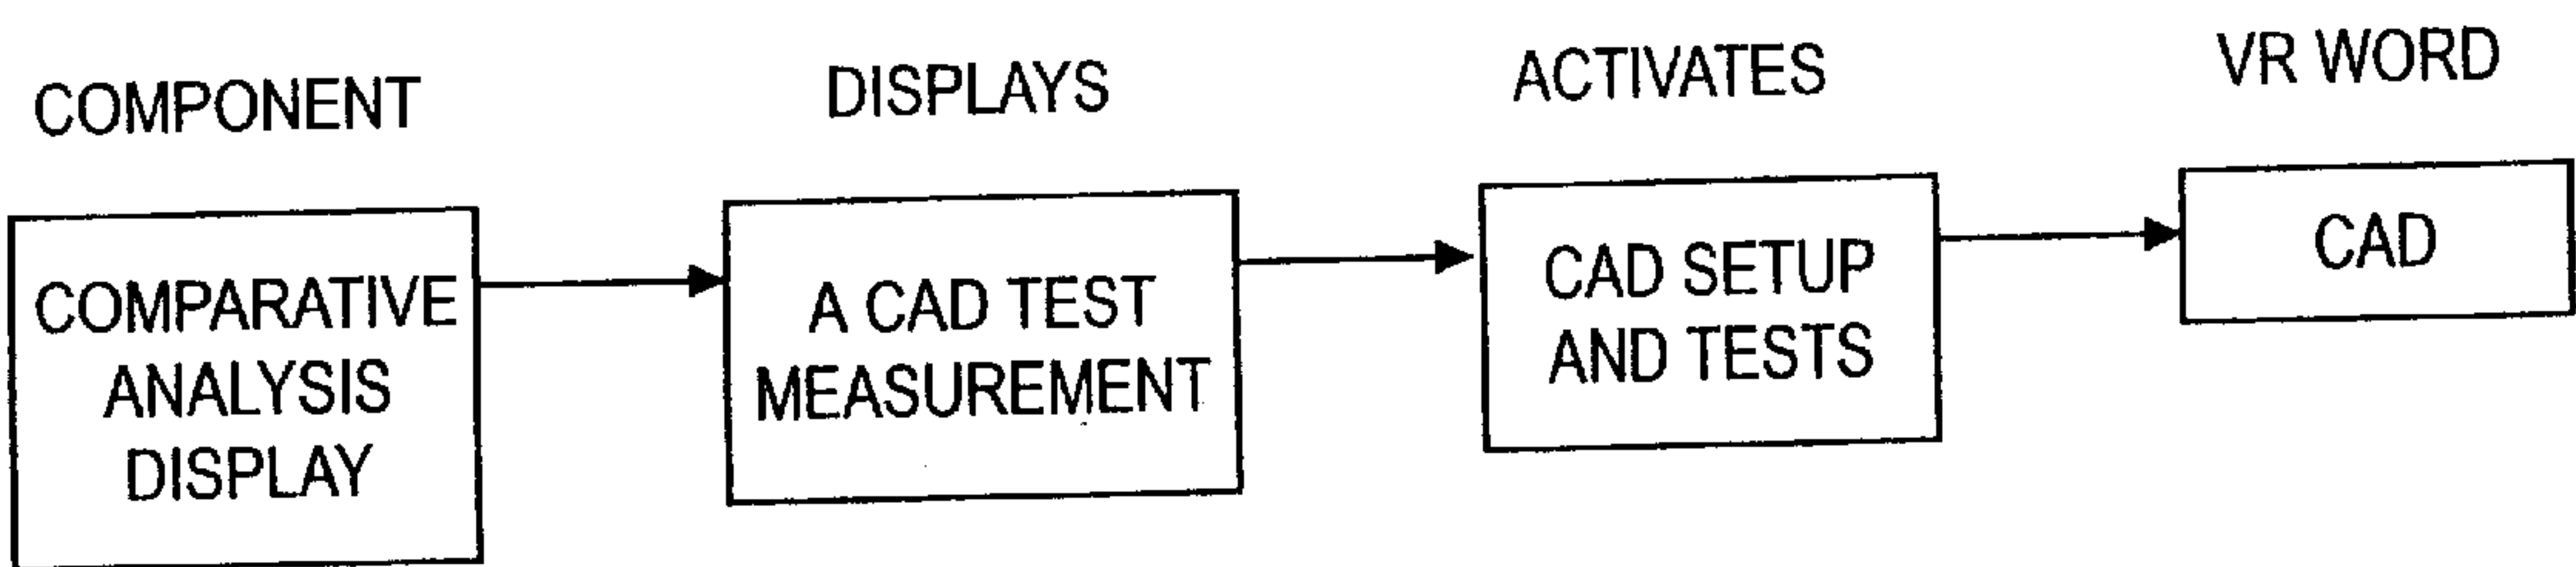 COMPONENT
DISPLAYS
ACTIVATES
VR WORD
COMPARATIVE
ANALYSIS
DISPLAY
A CAD TEST
MEASUREMENT
CAD SETUP
AND TESTS
CAD